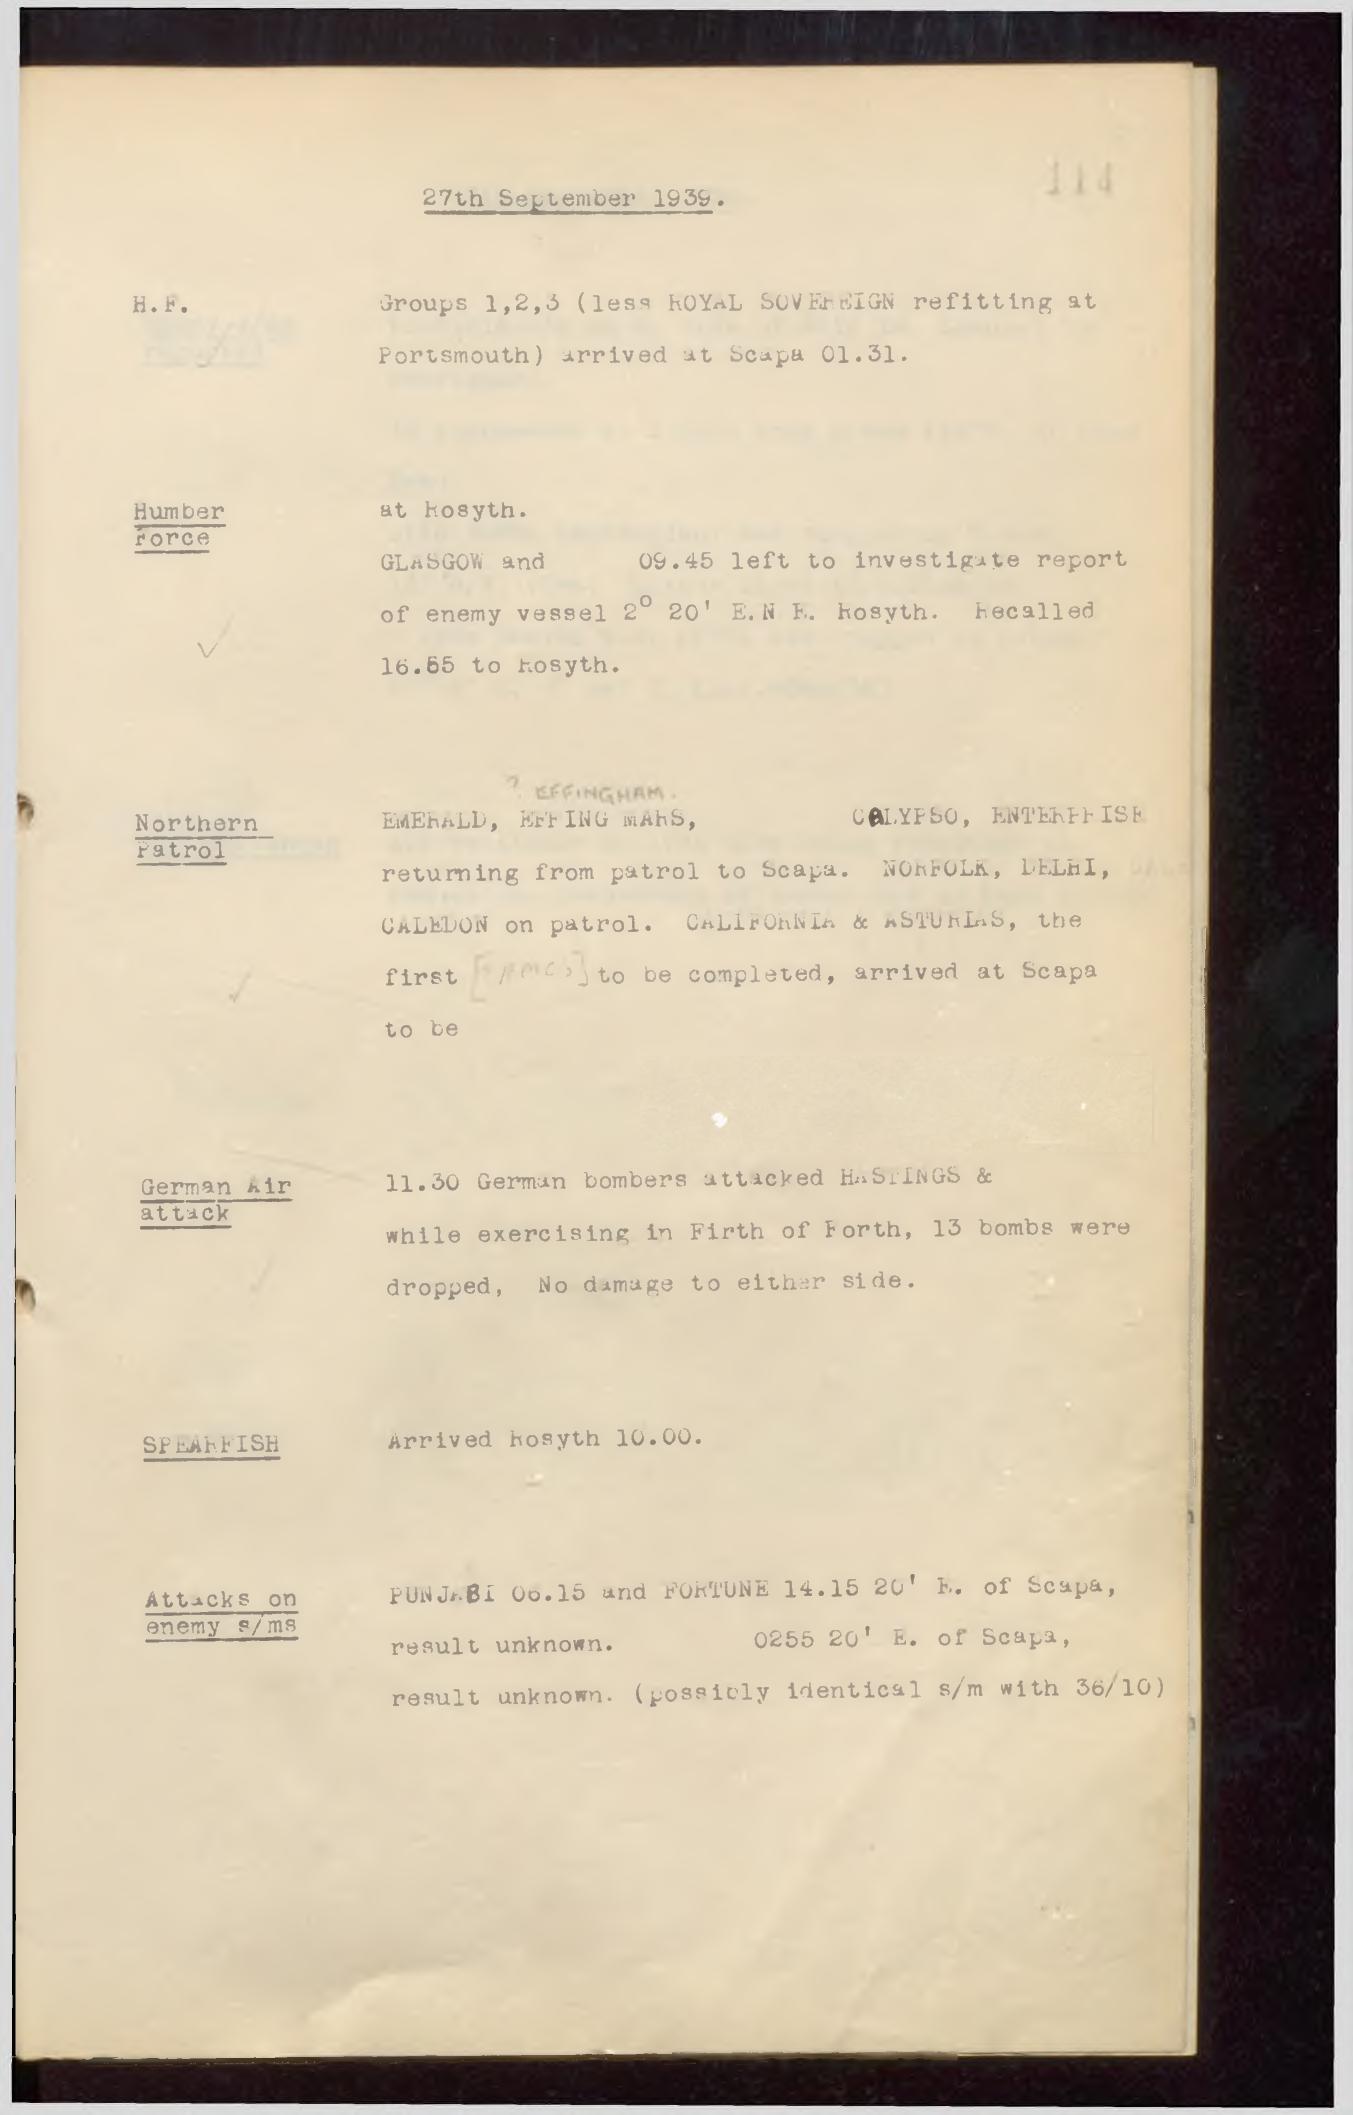 114
27th September 1939.
H.F. Groups 1,2,3 (less ROYAL SOVEREIGN refitting at
Portsmouth) arrived at Scapa 01.31.
Humber at Rosyth.
Force
GLASGOW and 09.45 left to investigate report
of enemy vessel 2° 20' E.N.E. Rosyth. Recalled
16.55 to Rosyth.
? EFFINGHAM.
Northern EMERALD, EFFING MARS, CALYPSO, ENTERPRISE
Patrol
returning from patrol to Scapa. NORFOLK, DELHI,
CALEDON on patrol. CALIFORNIA & ASTURIAS, the
first [? AMCs] to be completed, arrived at Scapa
to be
German Air 11.30 German bombers attacked HASTINGS &
attack
while exercising in Firth of Forth, 13 bombs were
dropped, No damage to either side.
SPEARFISH Arrived Rosyth 10.00.
Attacks on PUNJABI 06.15 and FORTUNE 14.15 20' E. of Scapa,
enemy s/ms
result unknown. 0255 20' E. of Scapa,
result unknown. (possibly identical s/m with 36/10)